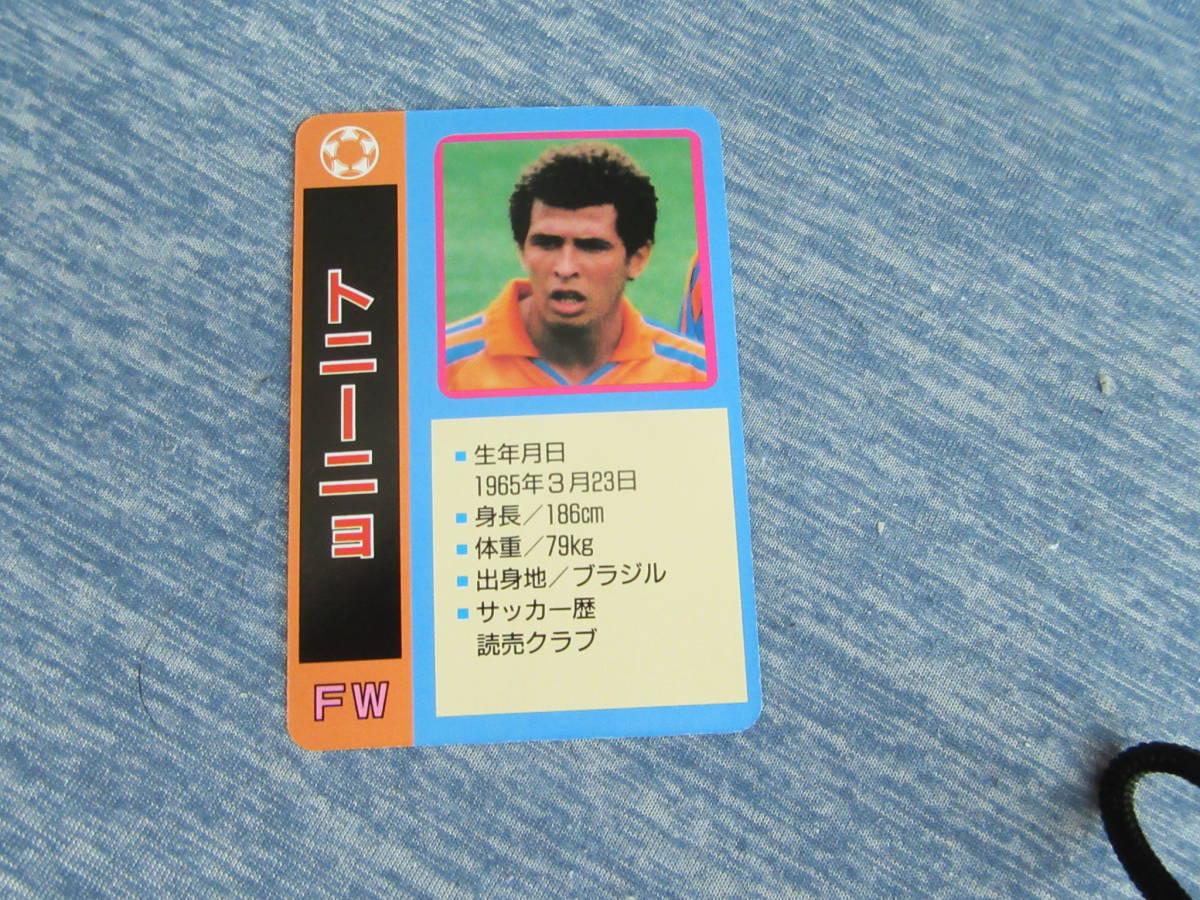 トニーニョ
FW
■ 生年月日
1965年3月23日
■ 身長／186cm
■ 体重／79kg
■ 出身地／ブラジル
■ サッカー歴
読売クラブ